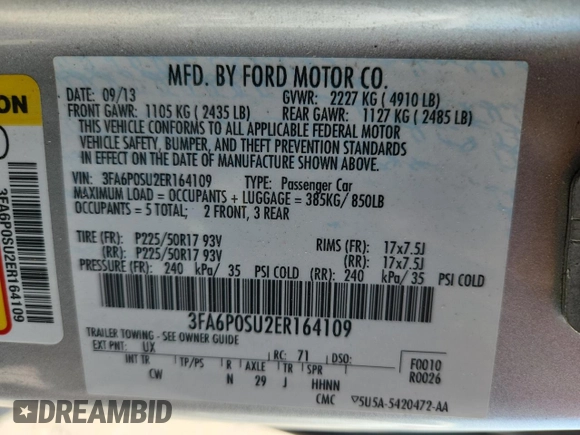 MFD. BY FORD MOTOR CO.
DATE: 09/13 GVWR: 2227 KG ( 4910 LB)
FRONT GAWR: 1105 KG ( 2435 LB) REAR GAWR: 1127 KG ( 2485 LB)
THIS VEHICLE CONFORMS TO ALL APPLICABLE FEDERAL MOTOR
VEHICLE SAFETY, BUMPER, AND THEFT PREVENTION STANDARDS
IN EFFECT ON THE DATE OF MANUFACTURE SHOWN ABOVE.
VIN: 3FA6P0SU2ER164109 TYPE: Passenger Car
MAXIMUM LOAD = OCCUPANTS + LUGGAGE = 385KG/ 850LB
OCCUPANTS = 5 TOTAL; 2 FRONT, 3 REAR
TIRE (FR): P225/50R17 93V RIMS (FR): 17x7.5J
(RR): P225/50R17 93V (RR): 17x7.5J
PRESSURE (FR): 240 kPa/ 35 PSI COLD (RR): 240 kPa/ 35 PSI COLD
3FA6P0SU2ER164109
TRAILER TOWING - SEE OWNER GUIDE
EXT PNT: UX RC: 71 DSO:
INT TR TP/PS R AXLE TR SPR
CW N 29 J HHNN
F0010
R0026
CMC 5U5A-5420472-AA
ON
3FA6P0SU2ER164109
DREAMBID